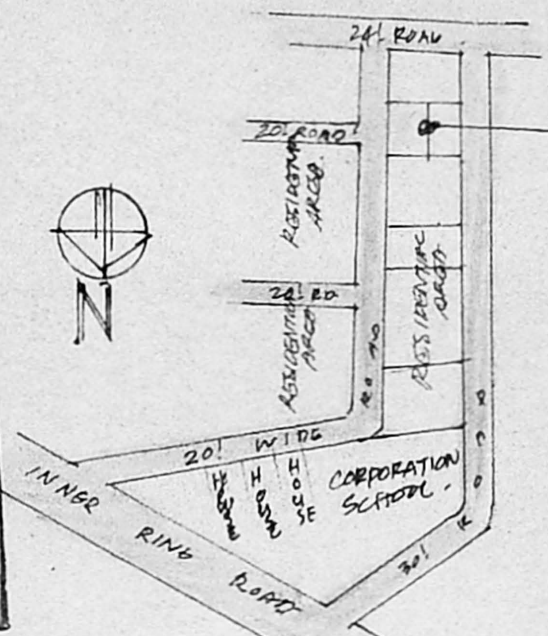 24' ROAD
20' ROAD
RESIDENTIAL
AREA.
N
RESIDENTIAL
AREA
24' RD
RESIDENTIAL
AREA
ROAD
20' WIDE
HOUSE
HOUSE
HOUSE
CORPORATION
SCHOOL.
INNER RING ROAD
30' ROAD